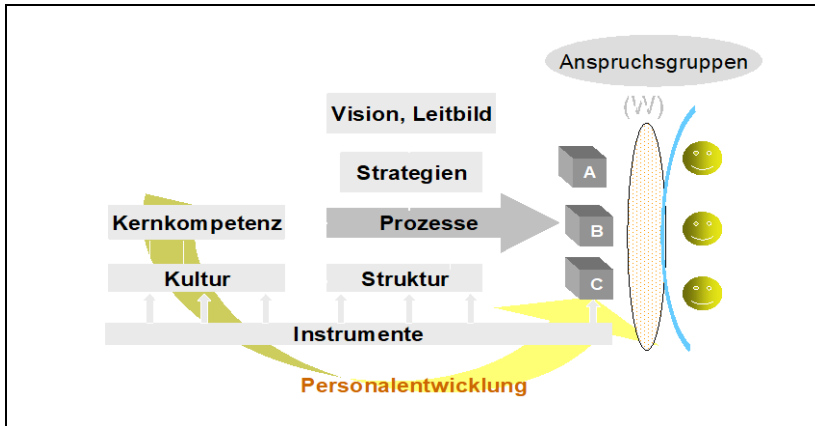 Anspruchsgruppen
(W)
Vision, Leitbild
A
Strategien
Kernkompetenz
Prozesse
B
Kultur
Struktur
C
Instrumente
Personalentwicklung